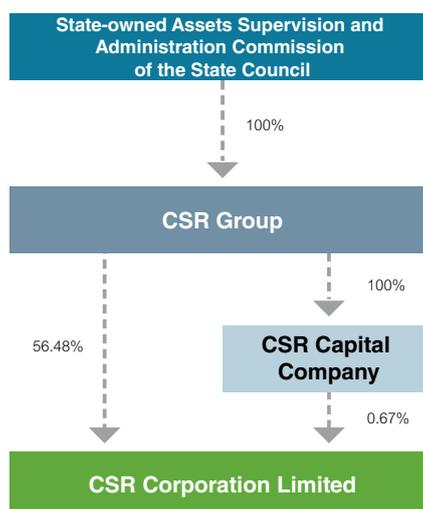 State-owned Assets Supervision and
Administration Commission
of the State Council
100%
CSR Group
100%
56.48%
CSR Capital
Company
0.67%
CSR Corporation Limited